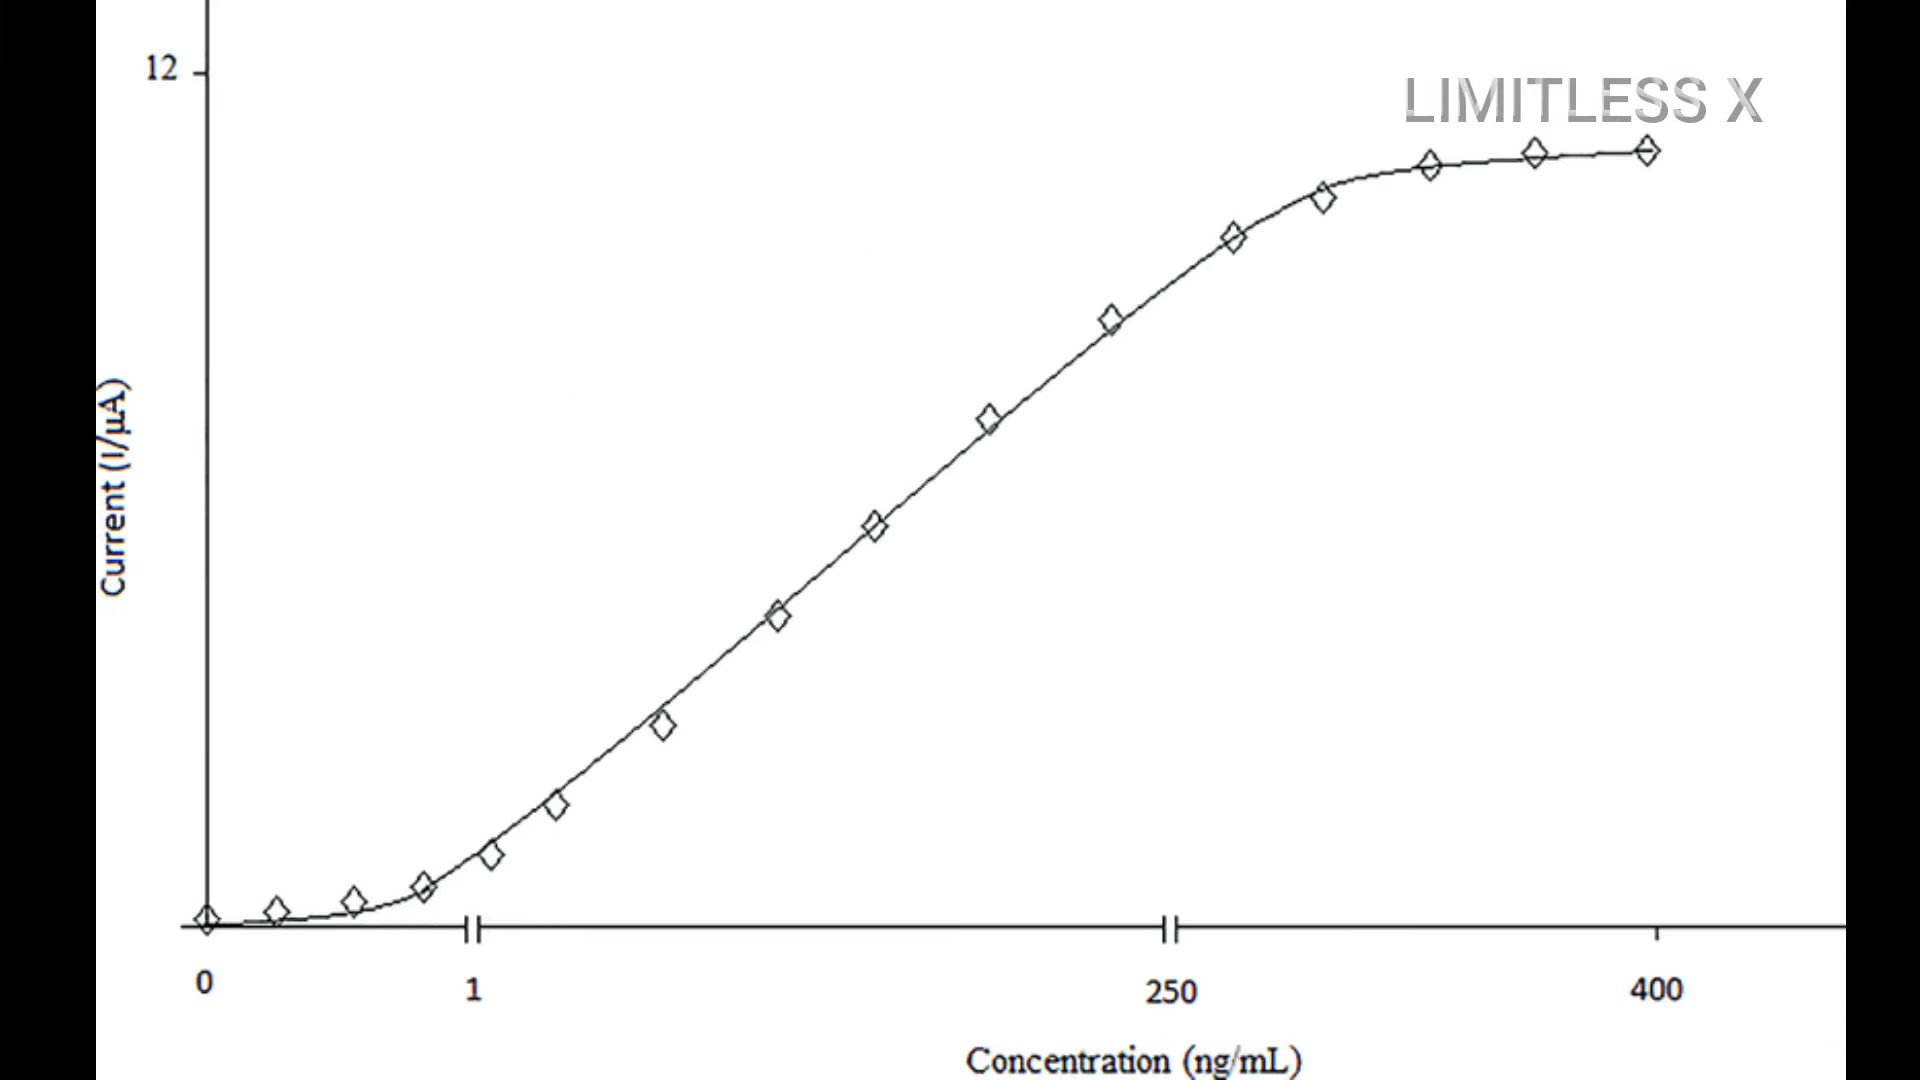 12
LIMITLESS X
Current (I/µA)
0
1
250
400
Concentration (ng/mL)